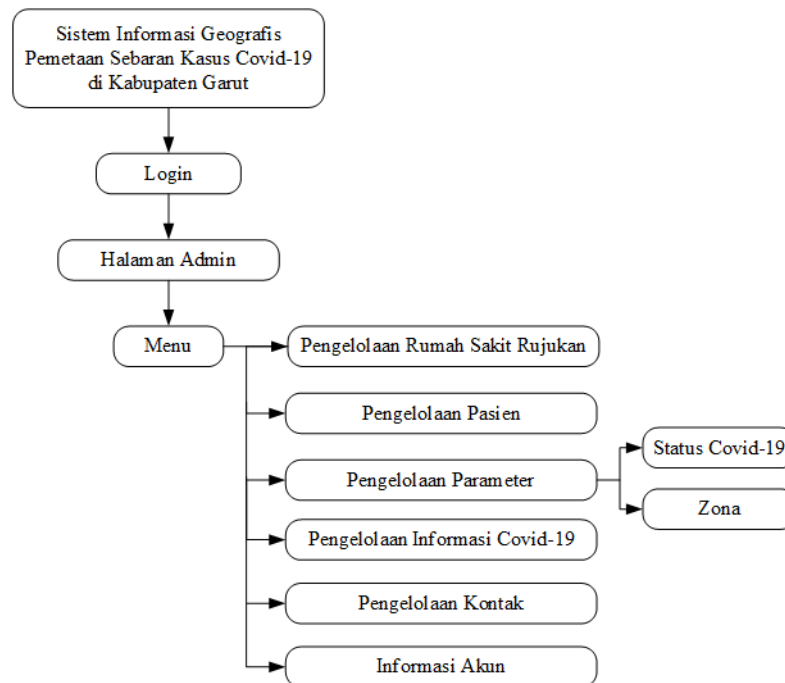 Sistem Informasi Geografis
Pemetaan Sebaran Kasus Covid-19
di Kabupaten Garut
Login
Halaman Admin
Menu
Pengelolaan Rumah Sakit Rujukan
Pengelolaan Pasien
Pengelolaan Parameter
Status Covid-19
Zona
Pengelolaan Informasi Covid-19
Pengelolaan Kontak
Informasi Akun